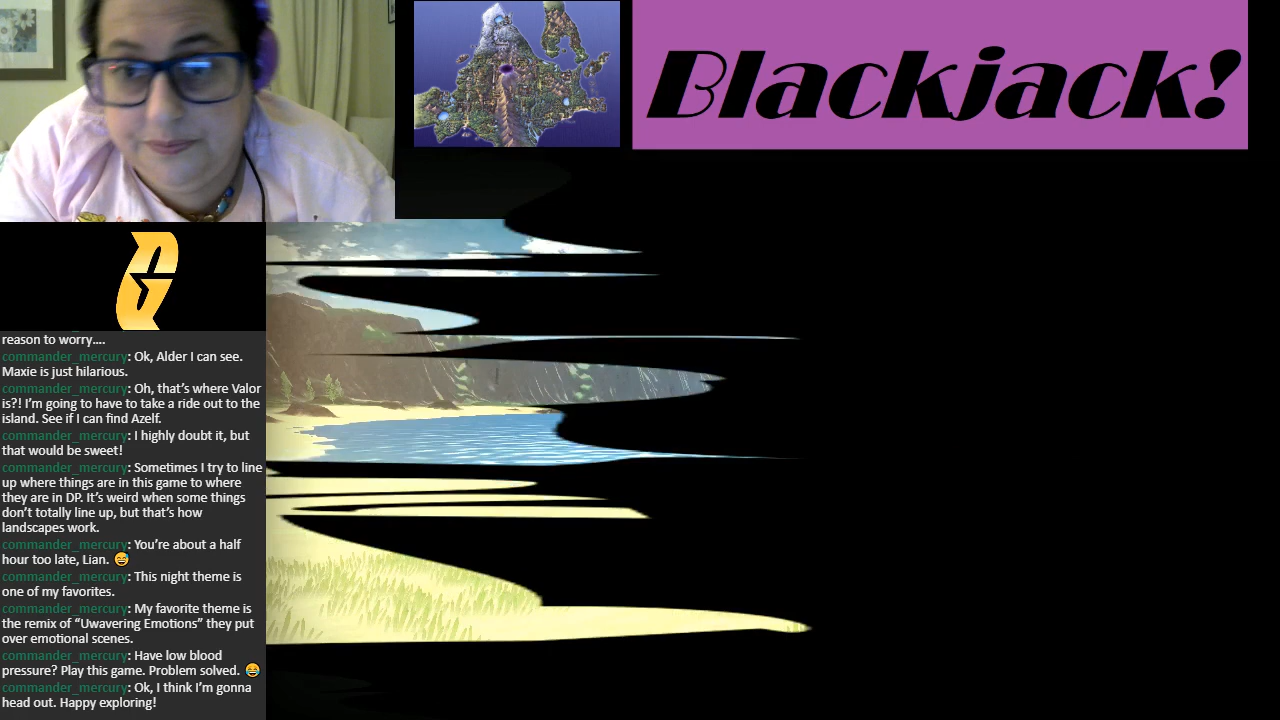 Blackjack!
reason to worry....
commander_mercury: Ok, Alder I can see.
Maxie is just hilarious.
commander_mercury: Oh, that's where Valor
is?! I'm going to have to take a ride out to the
island. See if I can find Azelf.
commander_mercury: I highly doubt it, but
that would be sweet!
commander_mercury: Sometimes I try to line
up where things are in this game to where
they are in DP. It's weird when some things
don't totally line up, but that's how
landscapes work.
commander_mercury: You're about a half
hour too late, Lian. 😅
commander_mercury: This night theme is
one of my favorites.
commander_mercury: My favorite theme is
the remix of “Uwavering Emotions” they put
over emotional scenes.
commander_mercury: Have low blood
pressure? Play this game. Problem solved. 😂
commander_mercury: Ok, I think I'm gonna
head out. Happy exploring!